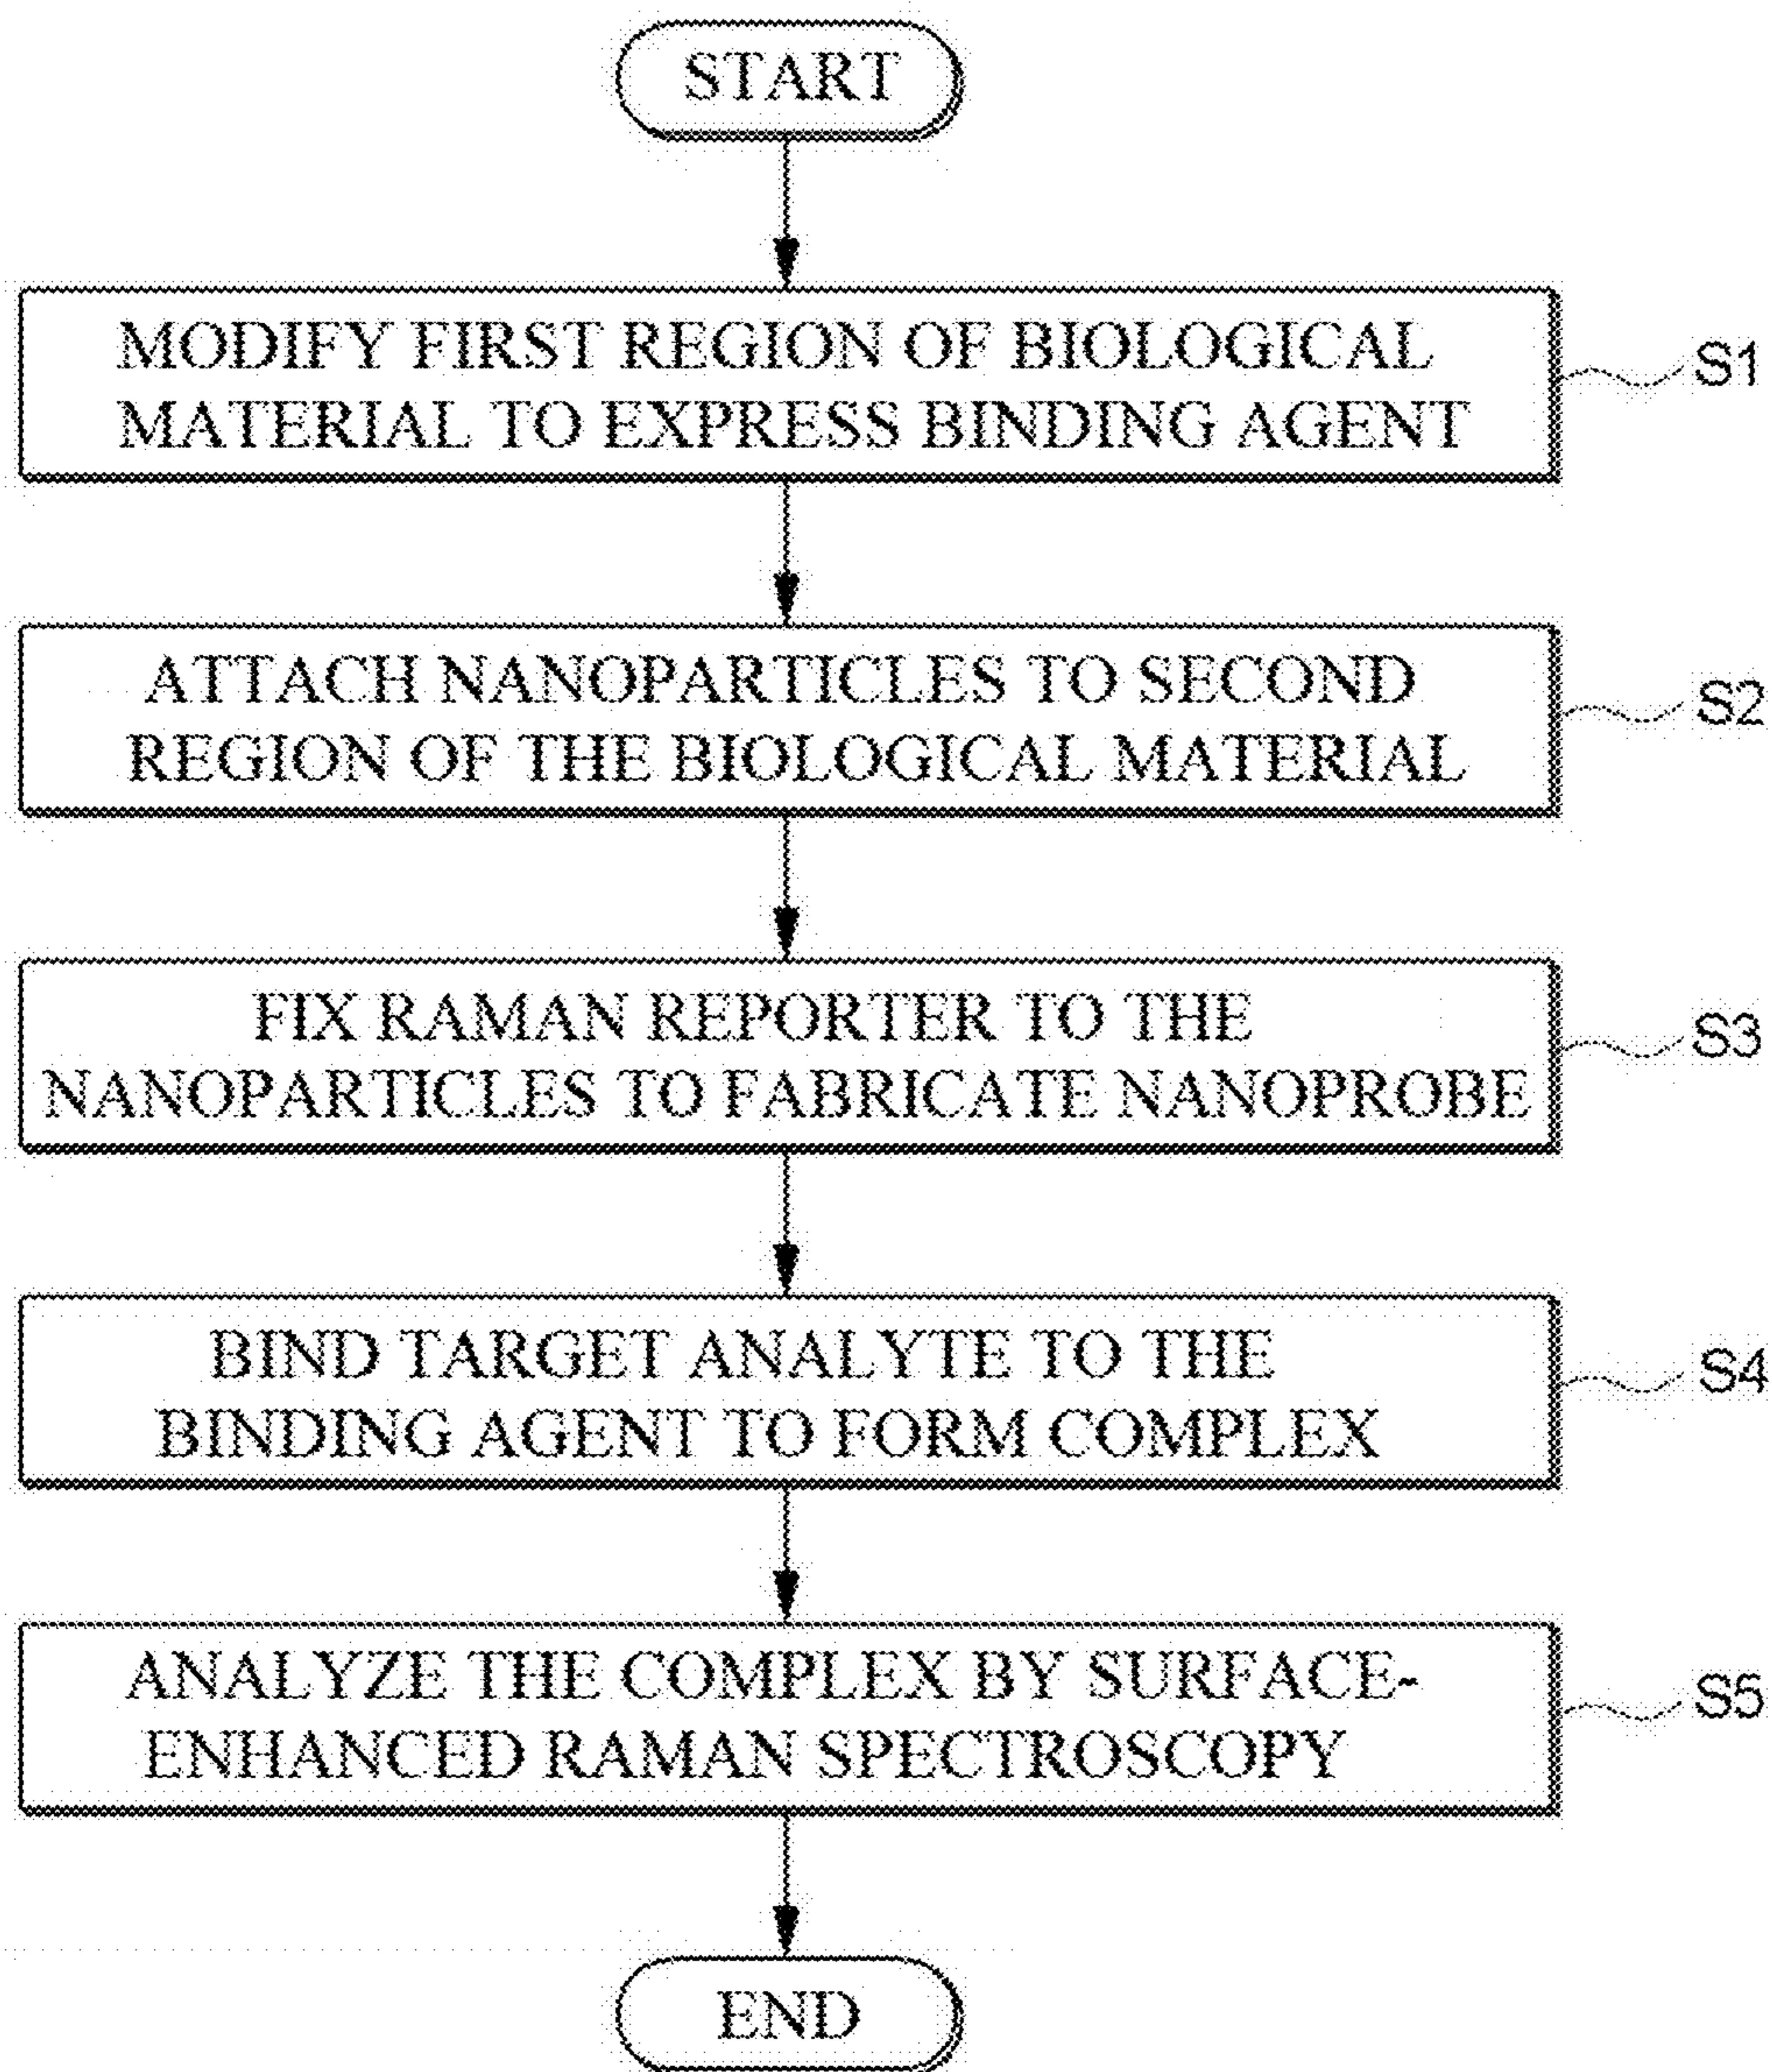 START
MODIFY FIRST REGION OF BIOLOGICAL
MATERIAL TO EXPRESS BINDING AGENT
S1
ATTACH NANOPARTICLES TO SECOND
REGION OF THE BIOLOGICAL MATERIAL
S2
FIX RAMAN REPORTER TO THE
NANOPARTICLES TO FABRICATE NANOPROBE
S3
BIND TARGET ANALYTE TO THE
BINDING AGENT TO FORM COMPLEX
S4
ANALYZE THE COMPLEX BY SURFACE-
ENHANCED RAMAN SPECTROSCOPY
S5
END